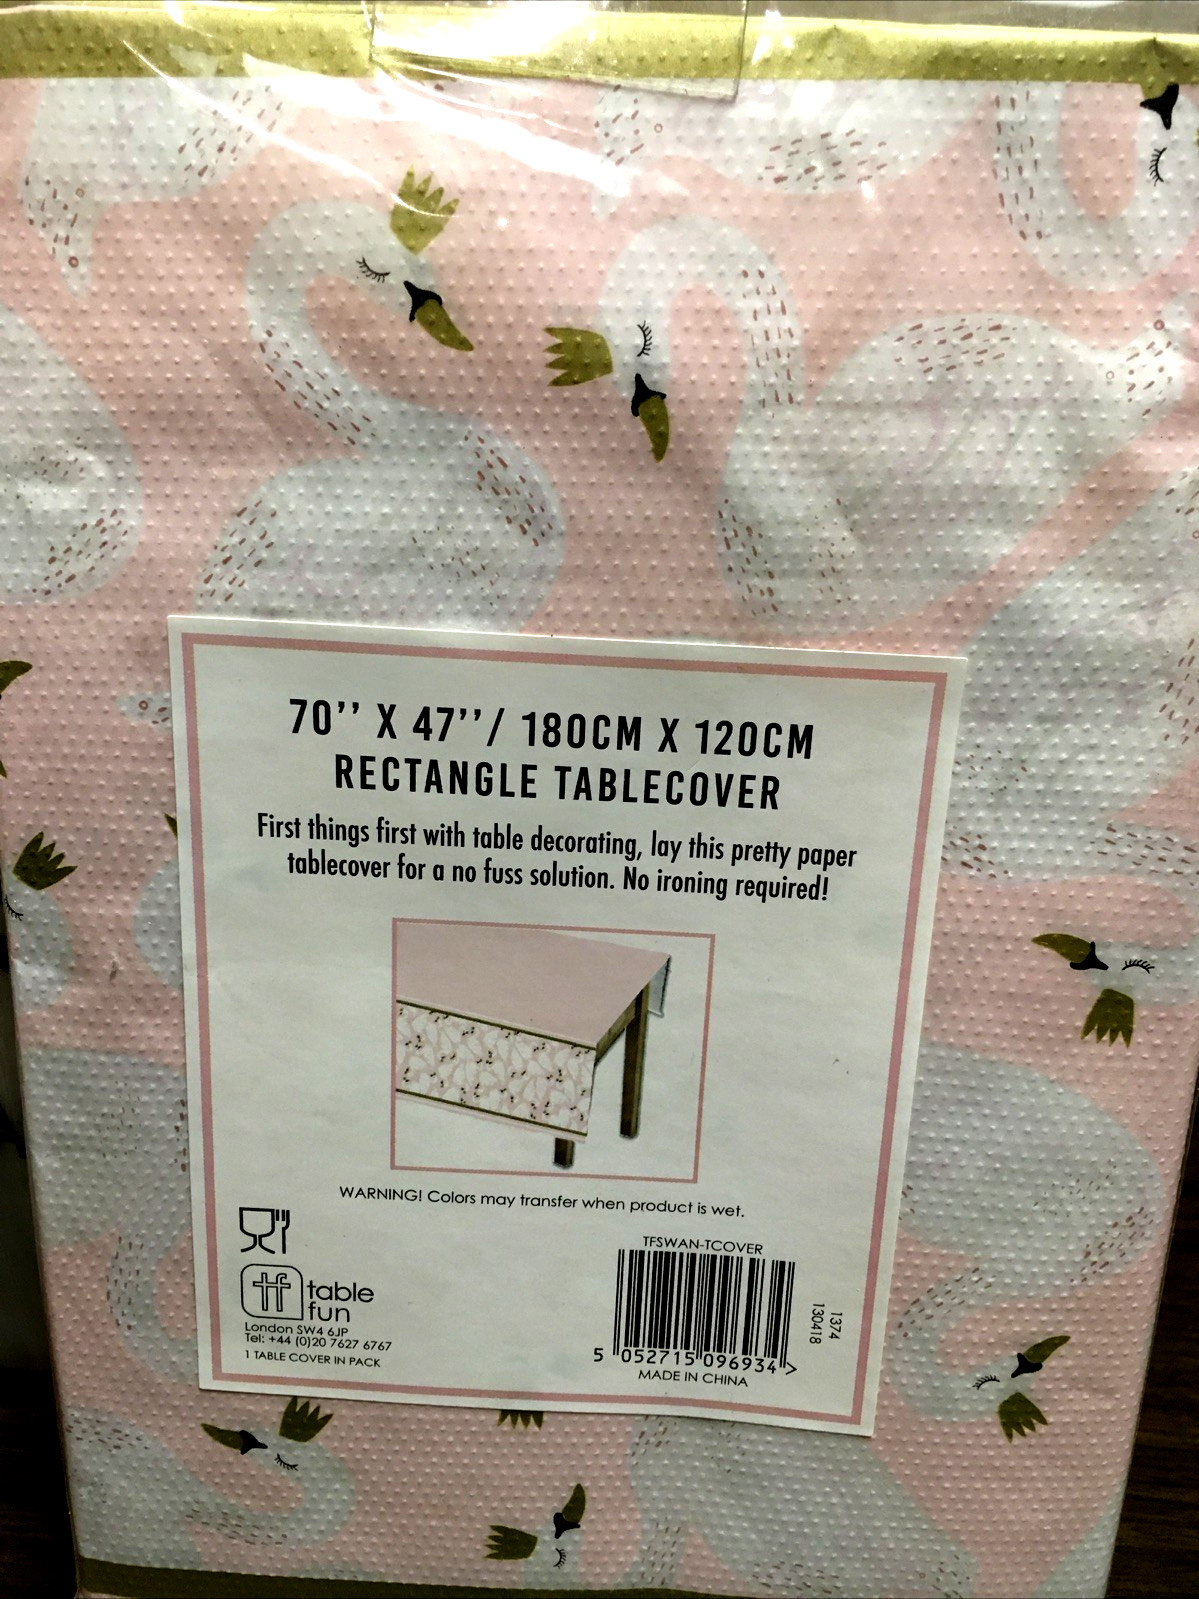 70'' X 47''/ 180CM X 120CM
RECTANGLE TABLECOVER
First things first with table decorating, lay this pretty paper
tablecover for a no fuss solution. No ironing required!
WARNING! Colors may transfer when product is wet.
tf
table
fun
London SW4 6JP
Tel: +44 (0)20 7627 6767
1 TABLE COVER IN PACK
TFSWAN-TCOVER
5 052715 096934 >
MADE IN CHINA
1374
130418